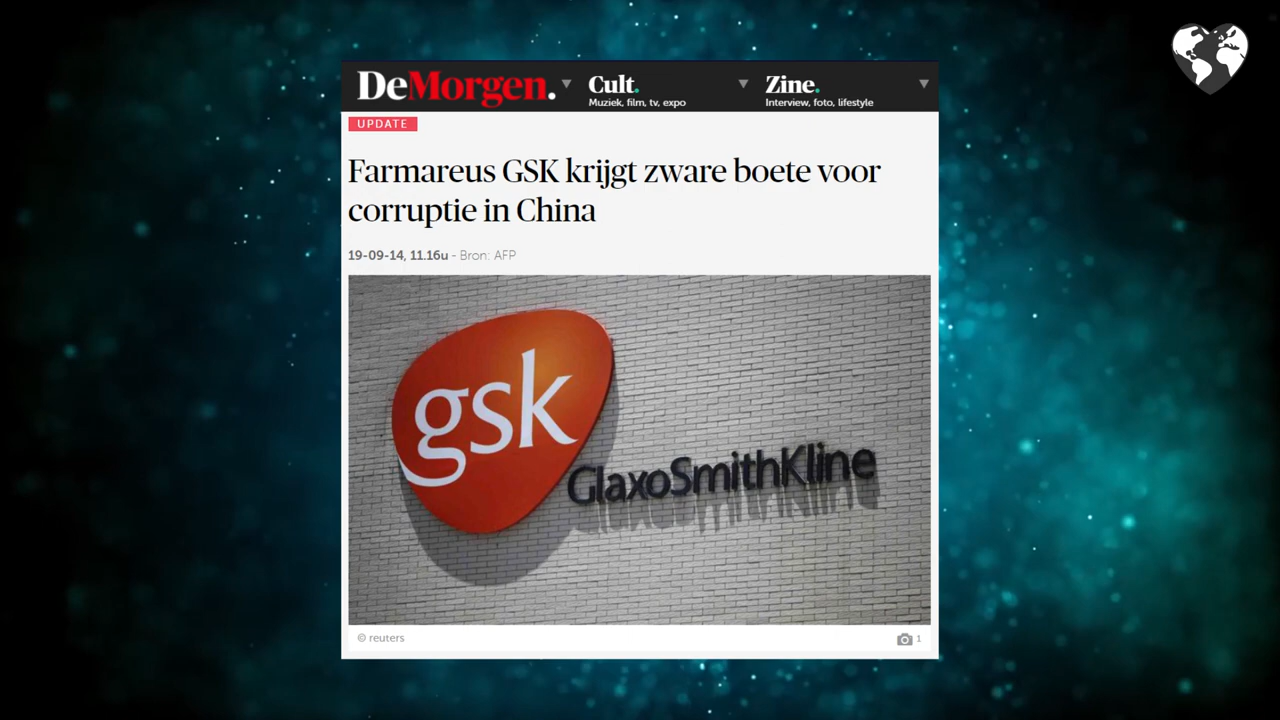 DeMorgen.
Cult.
Muziek, film, tv, expo
Zine.
Interview, foto, lifestyle
UPDATE
Farmareus GSK krijgt zware boete voor
corruptie in China
19-09-14, 11.16u - Bron: AFP
gsk
GlaxoSmithKline
© reuters
1